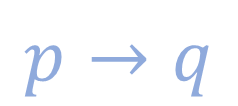 p → q